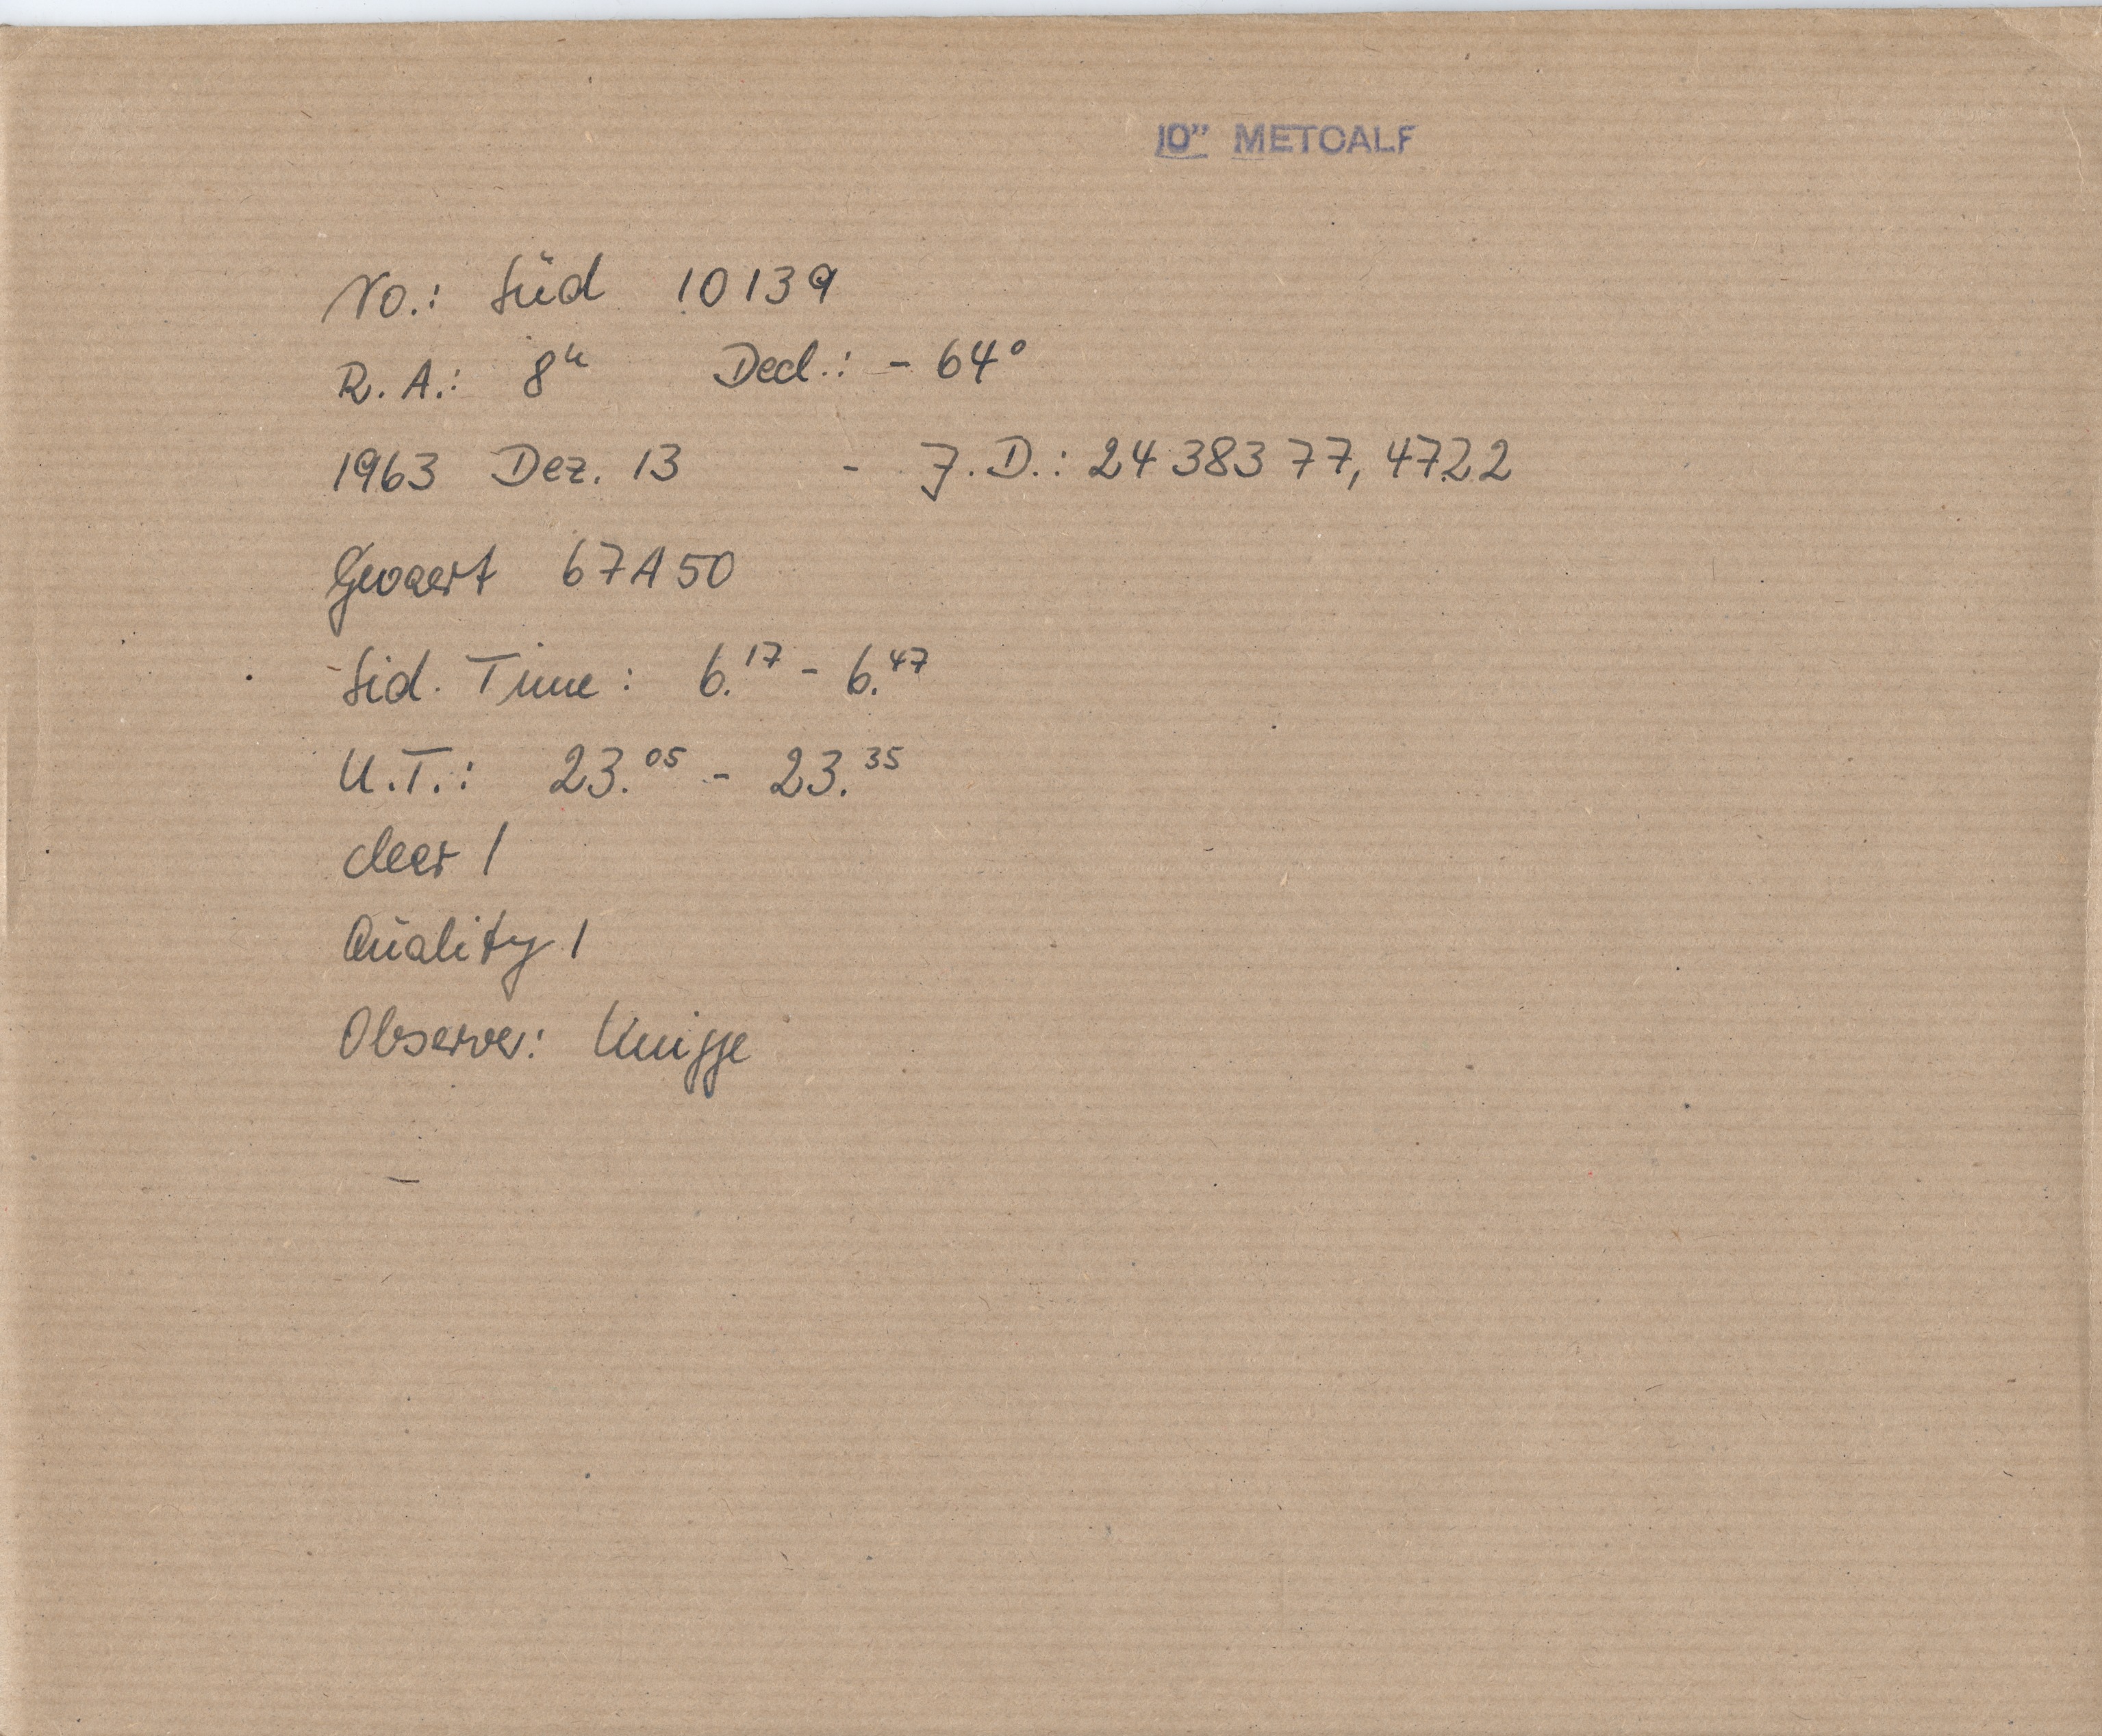 10" METCALF
No.: Süd 10139
R.A.: 8ʰ Decl.: - 64°
1963 Dez. 13 - J.D.: 2438377,4722
Gevaert 67A50
Sid. Time: 6.¹⁷ - 6.⁴⁷
U.T.: 23.⁰⁵ - 23.³⁵
clear 1
Quality 1
Observer: Knigge